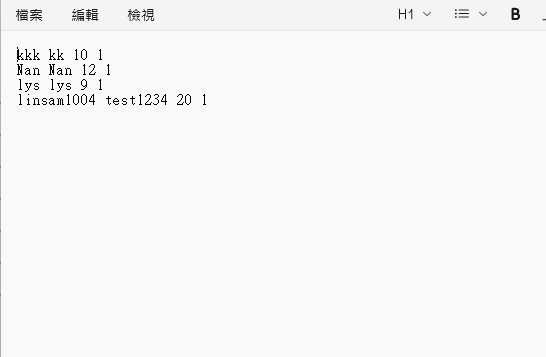 檔案 編輯 檢視 H1 B
kkk kk 10 1
Nan Nan 12 1
lys lys 9 1
linsam1004 test1234 20 1